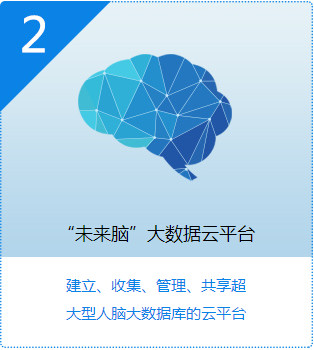 2
“未来脑”大数据云平台
建立、收集、管理、共享超
大型人脑大数据库的云平台